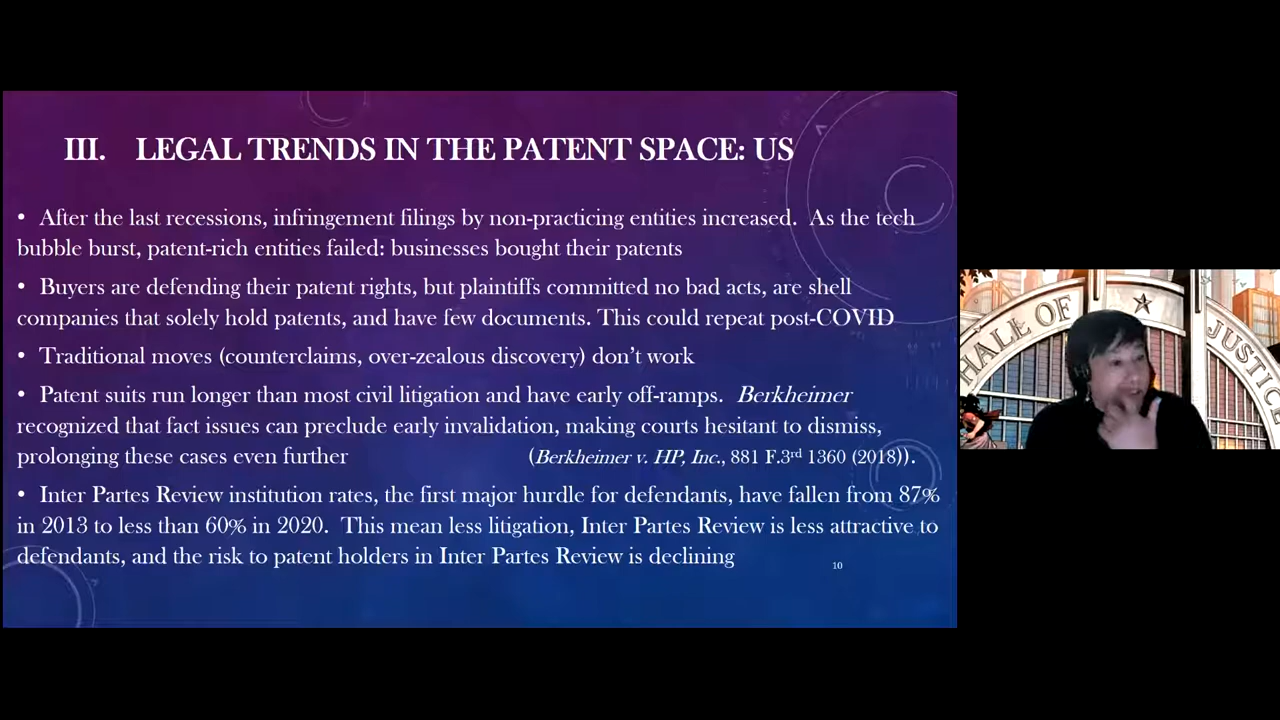 III. LEGAL TRENDS IN THE PATENT SPACE: US
• After the last recessions, infringement filings by non-practicing entities increased. As the tech
bubble burst, patent-rich entities failed: businesses bought their patents
• Buyers are defending their patent rights, but plaintiffs committed no bad acts, are shell
companies that solely hold patents, and have few documents. This could repeat post-COVID
• Traditional moves (counterclaims, over-zealous discovery) don't work
• Patent suits run longer than most civil litigation and have early off-ramps. Berkheimer
recognized that fact issues can preclude early invalidation, making courts hesitant to dismiss,
prolonging these cases even further (Berkheimer v. HP, Inc., 881 F.3rd 1360 (2018)).
• Inter Partes Review institution rates, the first major hurdle for defendants, have fallen from 87%
in 2013 to less than 60% in 2020. This mean less litigation, Inter Partes Review is less attractive to
defendants, and the risk to patent holders in Inter Partes Review is declining
10
HALL OF ★ JUSTICE